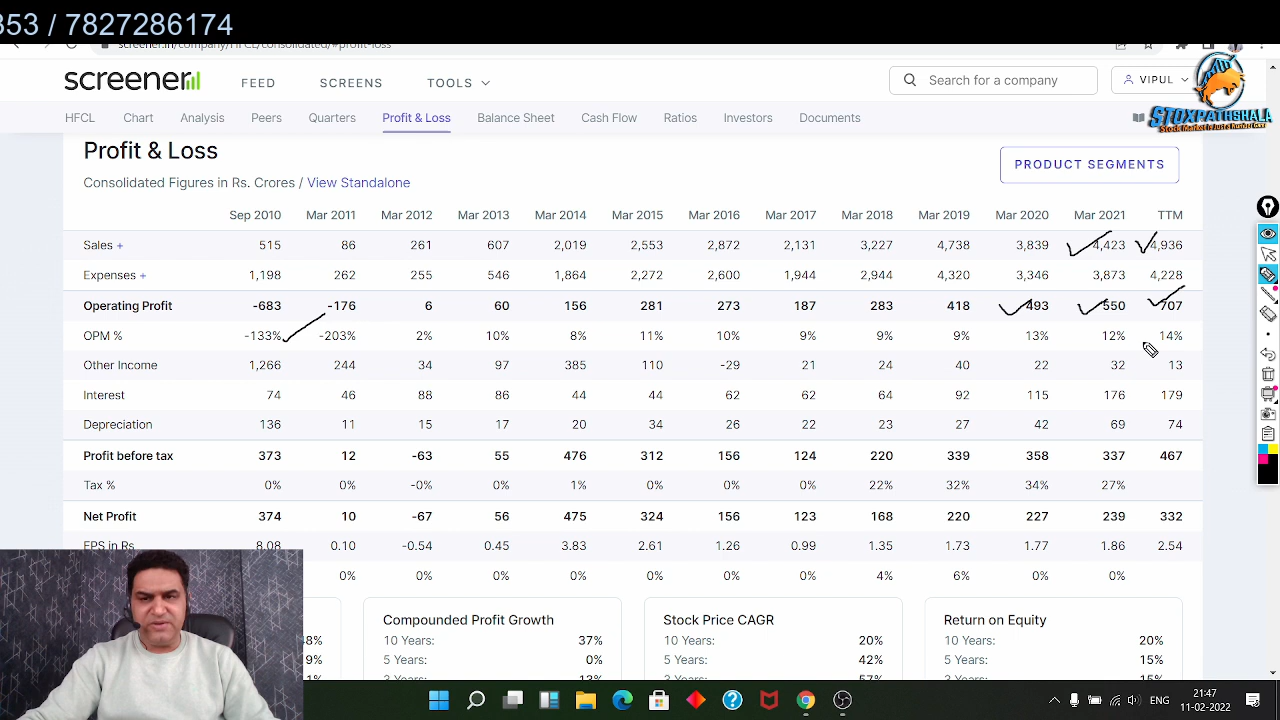 353 / 7827286174
screener.in/company/HFCL/consolidated/#profit-loss
screener FEED SCREENS TOOLS Search for a company VIPUL
STOXPATHSHALA
HFCL Chart Analysis Peers Quarters Profit & Loss Balance Sheet Cash Flow Ratios Investors Documents
Profit & Loss
PRODUCT SEGMENTS
Consolidated Figures in Rs. Crores / View Standalone
Sep 2010 Mar 2011 Mar 2012 Mar 2013 Mar 2014 Mar 2015 Mar 2016 Mar 2017 Mar 2018 Mar 2019 Mar 2020 Mar 2021 TTM
Sales + 515 86 261 607 2,019 2,553 2,872 2,131 3,227 4,738 3,839 4,423 4,936
Expenses + 1,198 262 255 546 1,864 2,272 2,600 1,944 2,944 4,320 3,346 3,873 4,228
Operating Profit -683 -176 6 60 156 281 273 187 283 418 493 550 707
OPM % -133% -203% 2% 10% 8% 11% 10% 9% 9% 9% 13% 12% 14%
Other Income 1,266 244 34 97 385 110 -29 21 24 40 22 32 13
Interest 74 46 88 86 44 44 62 62 64 92 115 176 179
Depreciation 136 11 15 17 20 34 26 22 23 27 42 69 74
Profit before tax 373 12 -63 55 476 312 156 124 220 339 358 337 467
Tax % 0% 0% -0% 0% 1% 0% 0% 0% 22% 32% 34% 27%
Net Profit 374 10 -67 56 475 324 156 123 168 220 227 239 332
EPS in Rs 8.08 0.10 -0.54 0.45 3.83 2.61 1.26 0.99 1.35 1.73 1.77 1.86 2.54
0% 0% 0% 0% 0% 0% 0% 4% 6% 0% 0%
Compounded Profit Growth Stock Price CAGR Return on Equity
8% 10 Years: 37% 10 Years: 20% 10 Years: 20%
9% 5 Years: 0% 5 Years: 42% 5 Years: 15%
ENG 21:47
11-02-2022